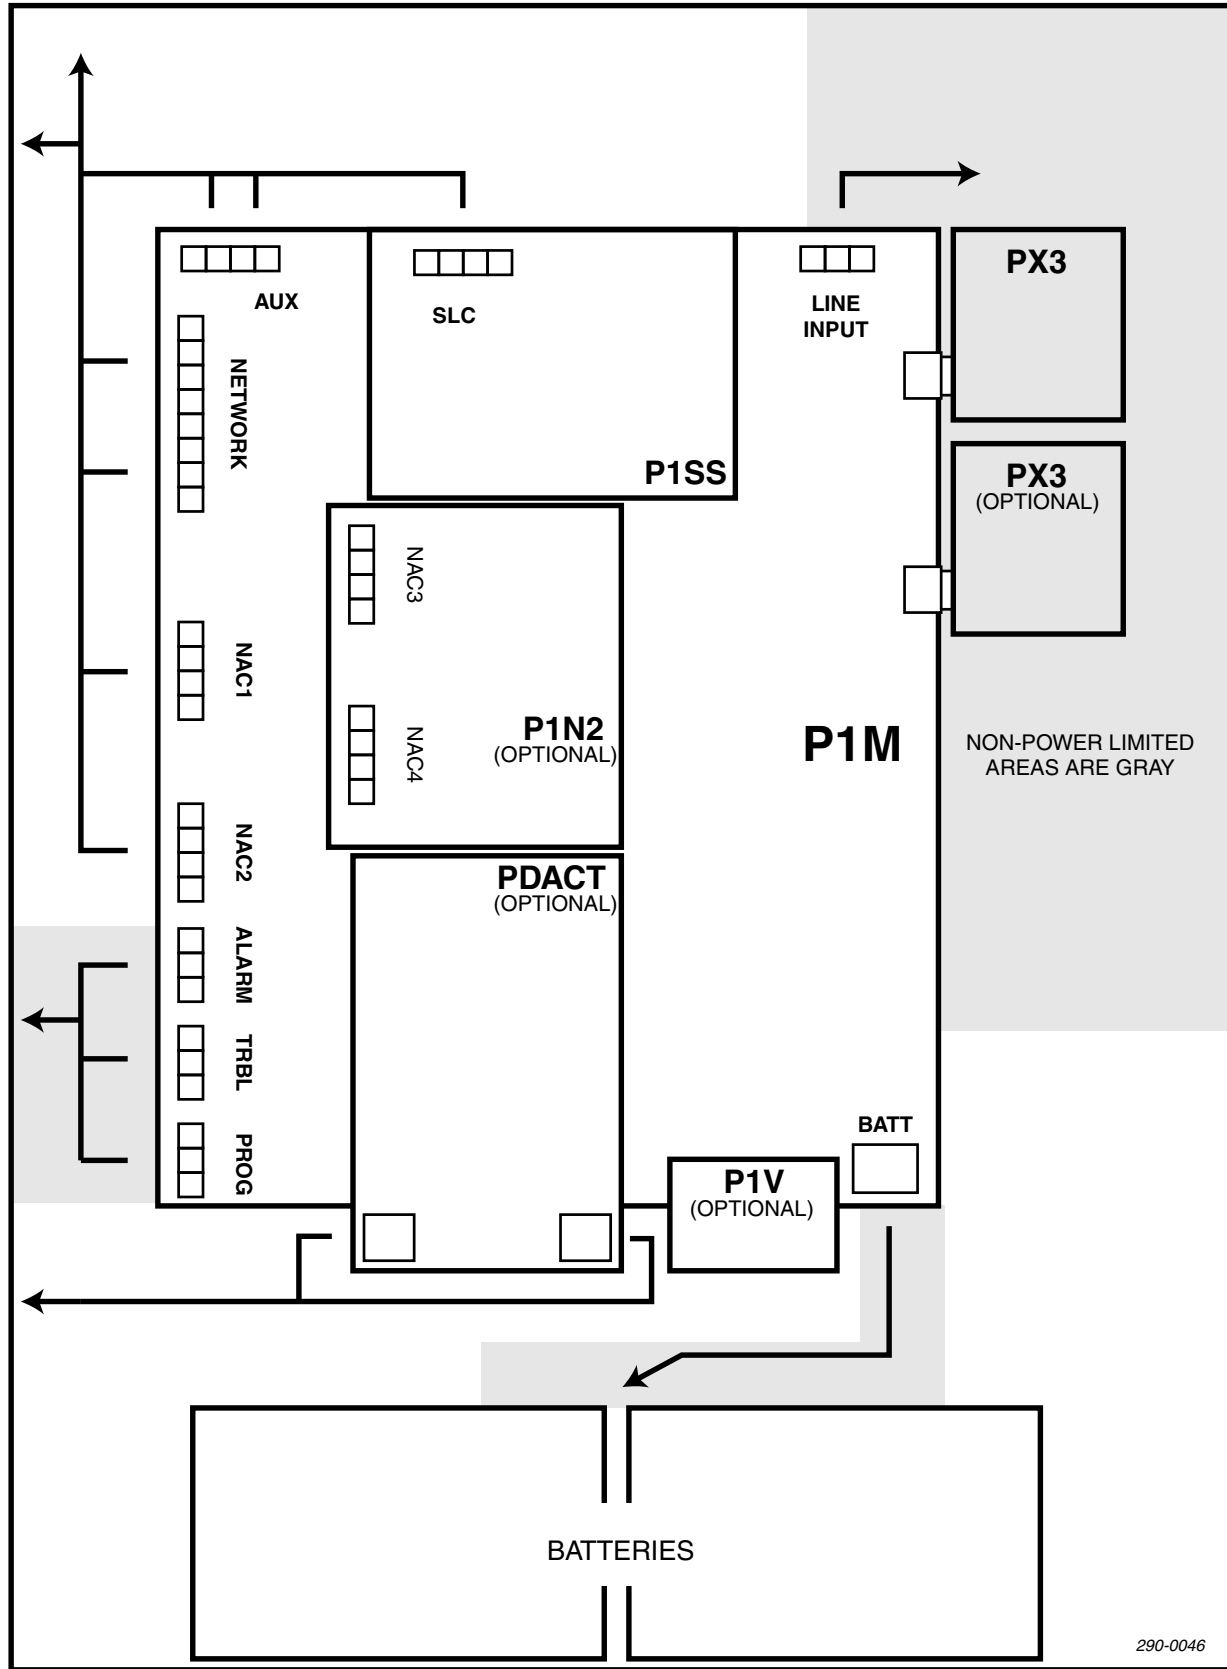 PX3
AUX
SLC
LINE
INPUT
NETWORK
P1SS
PX3
(OPTIONAL)
NAC3
NAC1
P1N2
(OPTIONAL)
NAC4
P1M
NON-POWER LIMITED
AREAS ARE GRAY
NAC2
PDACT
(OPTIONAL)
ALARM
TRBL
PROG
BATT
P1V
(OPTIONAL)
BATTERIES
290-0046